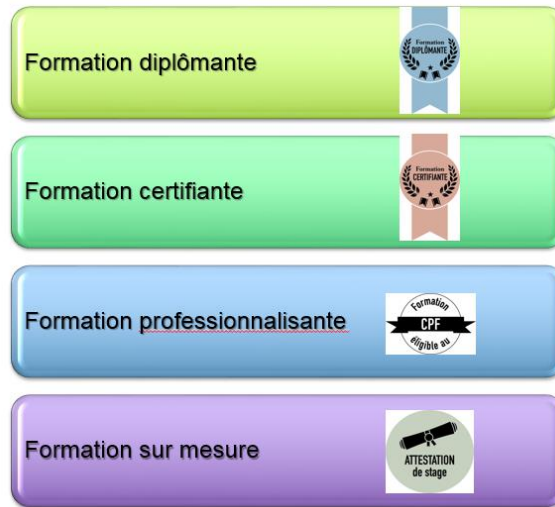 Formation diplômante
Formation
DIPLÔMANTE
Formation certifiante
Formation
CERTIFIANTE
Formation professionnalisante
Formation
CPF
éligible au
Formation sur mesure
ATTESTATION
de stage